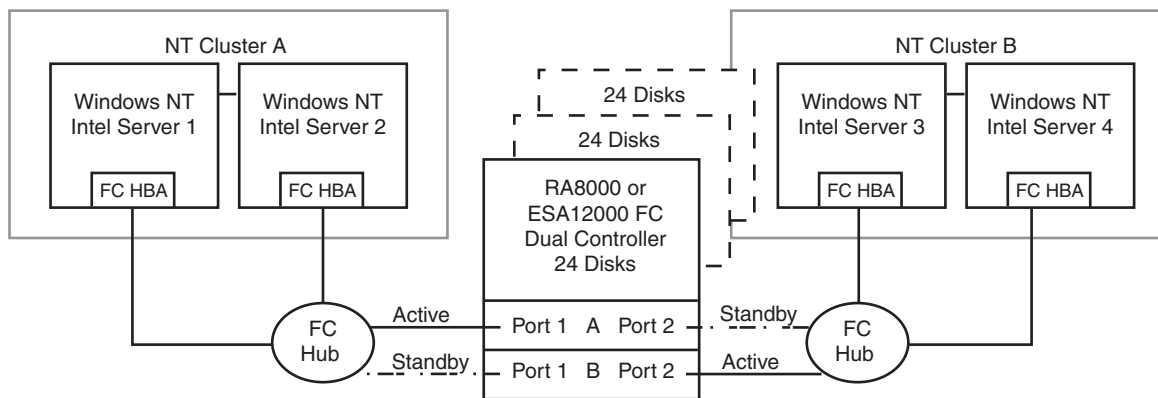 NT Cluster A
Windows NT
Intel Server 1
FC HBA
Windows NT
Intel Server 2
FC HBA
24 Disks
24 Disks
RA8000 or
ESA12000 FC
Dual Controller
24 Disks
NT Cluster B
Windows NT
Intel Server 3
FC HBA
Windows NT
Intel Server 4
FC HBA
FC
Hub
Active
Port 1 A Port 2
Standby
Standby
Port 1 B Port 2
Active
FC
Hub